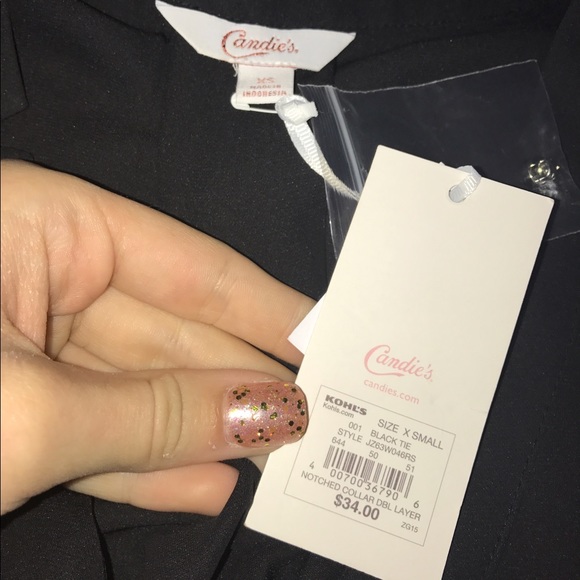 Candie's.
XS
MADE IN
INDONESIA
Candie's.
candies.com
KOHL'S
Kohls.com
SIZE X SMALL
001 BLACK TIE
STYLE JZ63W046RS
644 50 51
4 0070036790 6
NOTCHED COLLAR DBL LAYER
$34.00
ZG15